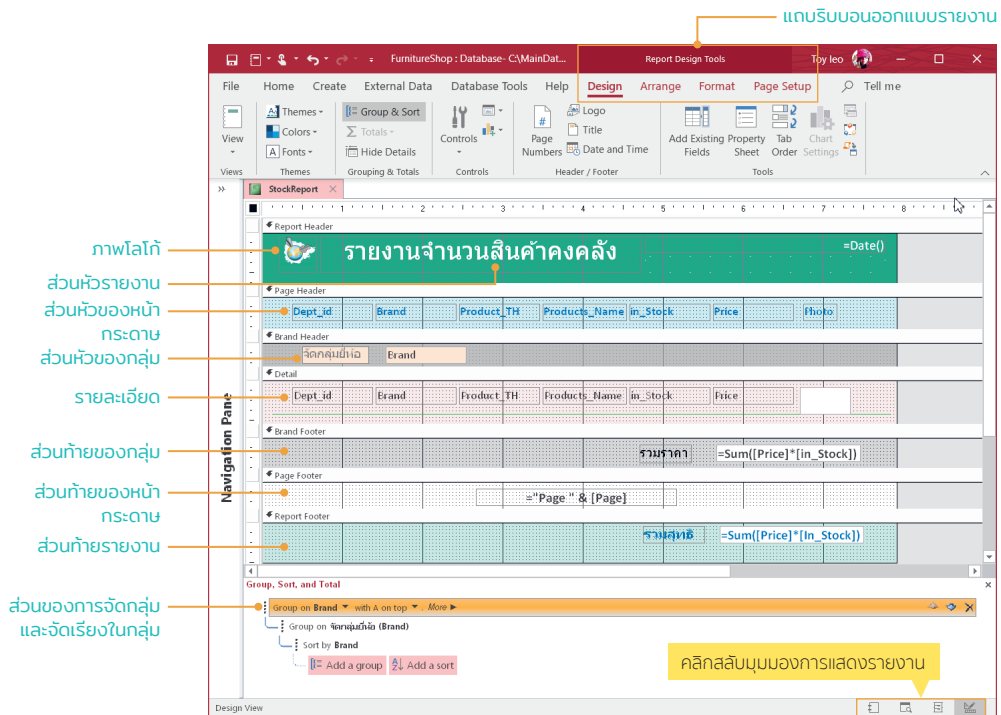 แถบริบบอนออกแบบรายงาน
FurnitureShop : Database- C:\MainDat...
Report Design Tools
Toy leo
File Home Create External Data Database Tools Help Design Arrange Format Page Setup Tell me
View
Themes
Colors
Fonts
Group & Sort
Totals
Hide Details
Controls
Page Numbers
Logo
Title
Date and Time
Add Existing Fields
Property Sheet
Tab Order
Chart Settings
Views Themes Grouping & Totals Controls Header / Footer Tools
StockReport
1 2 3 4 5 6 7 8
Report Header
ภาพโลโก้
รายงานจำนวนสินค้าคงคลัง =Date()
ส่วนหัวรายงาน
Page Header
ส่วนหัวของหน้า
กระดาษ
Dept_id Brand Product_TH Products_Name in_Stock Price Photo
Brand Header
ส่วนหัวของกลุ่ม
จัดกลุ่มยี่ห้อ Brand
Detail
รายละเอียด
Dept_id Brand Product_TH Products_Name in_Stock Price
Navigation Pane
Brand Footer
ส่วนท้ายของกลุ่ม
รวมราคา =Sum([Price]*[in_Stock])
Page Footer
ส่วนท้ายของหน้า
กระดาษ
="Page " & [Page]
Report Footer
ส่วนท้ายรายงาน
รวมสุทธิ =Sum([Price]*[In_Stock])
Group, Sort, and Total
ส่วนของการจัดกลุ่ม
และจัดเรียงในกลุ่ม
Group on Brand with A on top , More
Group on จัดกลุ่มยี่ห้อ (Brand)
Sort by Brand
Add a group Add a sort
คลิกสลับมุมมองการแสดงรายงาน
Design View